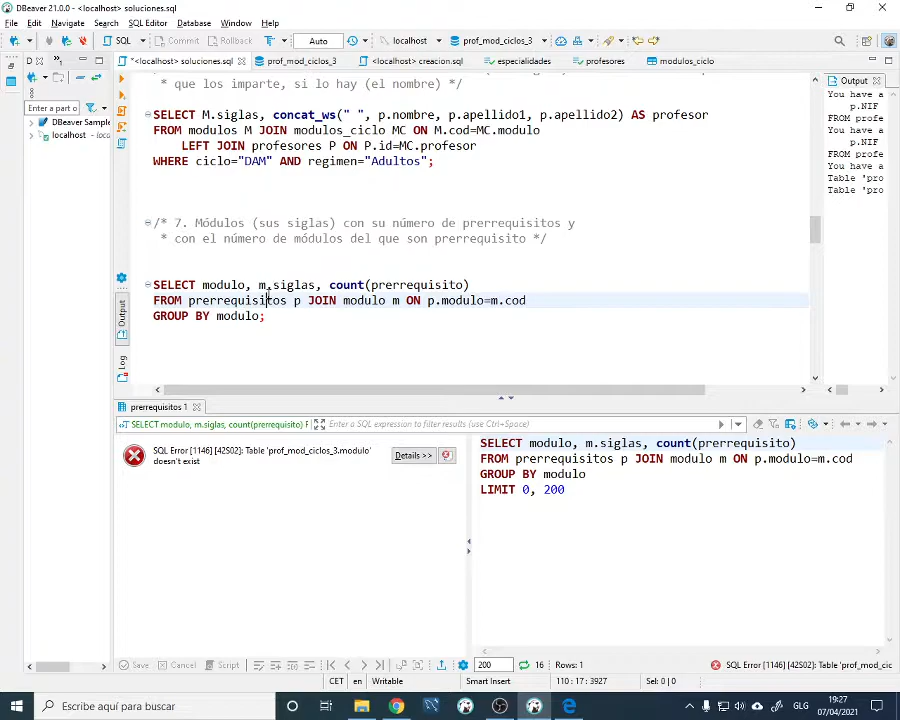 DBeaver 21.0.0 - <localhost> soluciones.sql
File Edit Navigate Search SQL Editor Database Window Help
SQL Commit Rollback T Auto localhost prof_mod_ciclos_3
D *<localhost> soluciones.sql prof_mod_ciclos_3 <localhost> creacion.sql especialidades profesores modulos_ciclo
Output
Enter a part o
DBeaver Sample
localhost - loca
* que los imparte, si lo hay (el nombre) */
SELECT M.siglas, concat_ws(" ", p.nombre, p.apellido1, p.apellido2) AS profesor
FROM modulos M JOIN modulos_ciclo MC ON M.cod=MC.modulo
LEFT JOIN profesores P ON P.id=MC.profesor
WHERE ciclo="DAM" AND regimen="Adultos";
/* 7. Módulos (sus siglas) con su número de prerrequisitos y
* con el número de módulos del que son prerrequisito */
SELECT modulo, m.siglas, count(prerrequisito)
FROM prerrequisitos p JOIN modulo m ON p.modulo=m.cod
GROUP BY modulo;
You have a
p.NIF
FROM profe
You have a
p.NIF
FROM profe
You have a
Table 'pro
Table 'pro
Output
Log
prerrequisitos 1
SELECT modulo, m.siglas, count(prerrequisito) F Enter a SQL expression to filter results (use Ctrl+Space)
SQL Error [1146] [42S02]: Table 'prof_mod_ciclos_3.modulo'
doesn't exist
Details >>
SELECT modulo, m.siglas, count(prerrequisito)
FROM prerrequisitos p JOIN modulo m ON p.modulo=m.cod
GROUP BY modulo
LIMIT 0, 200
Save Cancel Script 200 16 Rows: 1 SQL Error [1146] [42S02]: Table 'prof_mod_cic
CET en Writable Smart Insert 110 : 17 : 3927 Sel: 0 | 0
Escribe aquí para buscar
GLG
19:27
07/04/2021